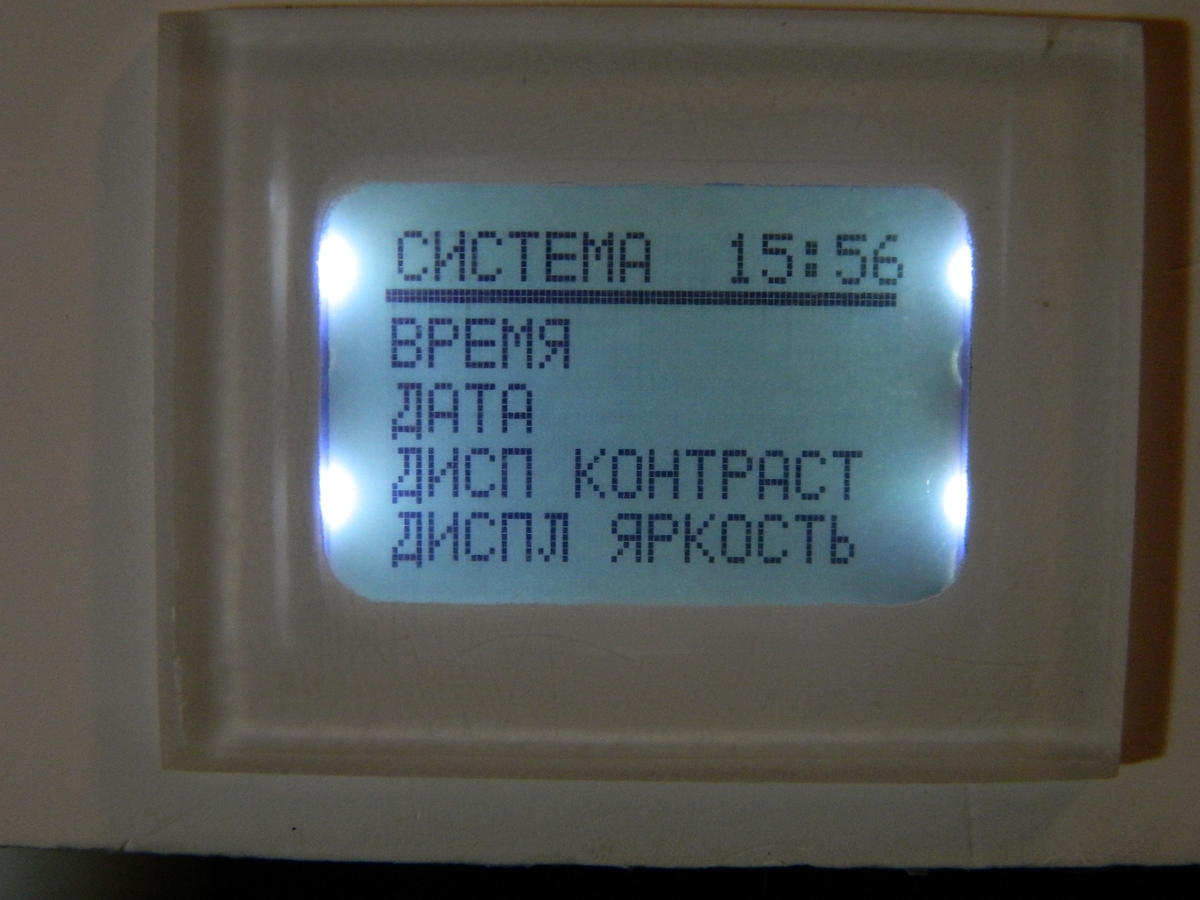 СИСТЕМА 15:56
ВРЕМЯ
ДАТА
ДИСП КОНТРАСТ
ДИСПЛ ЯРКОСТЬ